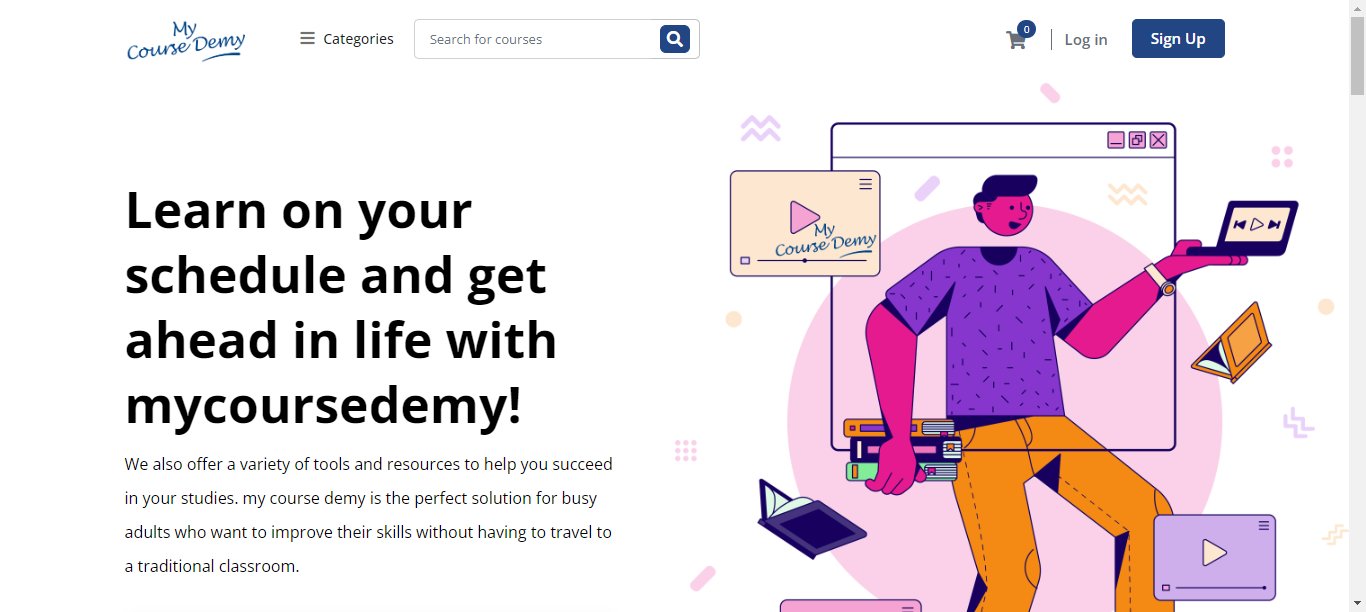 My
Course Demy
Categories
Search for courses
0
Log in
Sign Up
Learn on your
schedule and get
ahead in life with
mycoursedemy!
We also offer a variety of tools and resources to help you succeed
in your studies. my course demy is the perfect solution for busy
adults who want to improve their skills without having to travel to
a traditional classroom.
My
Course Demy